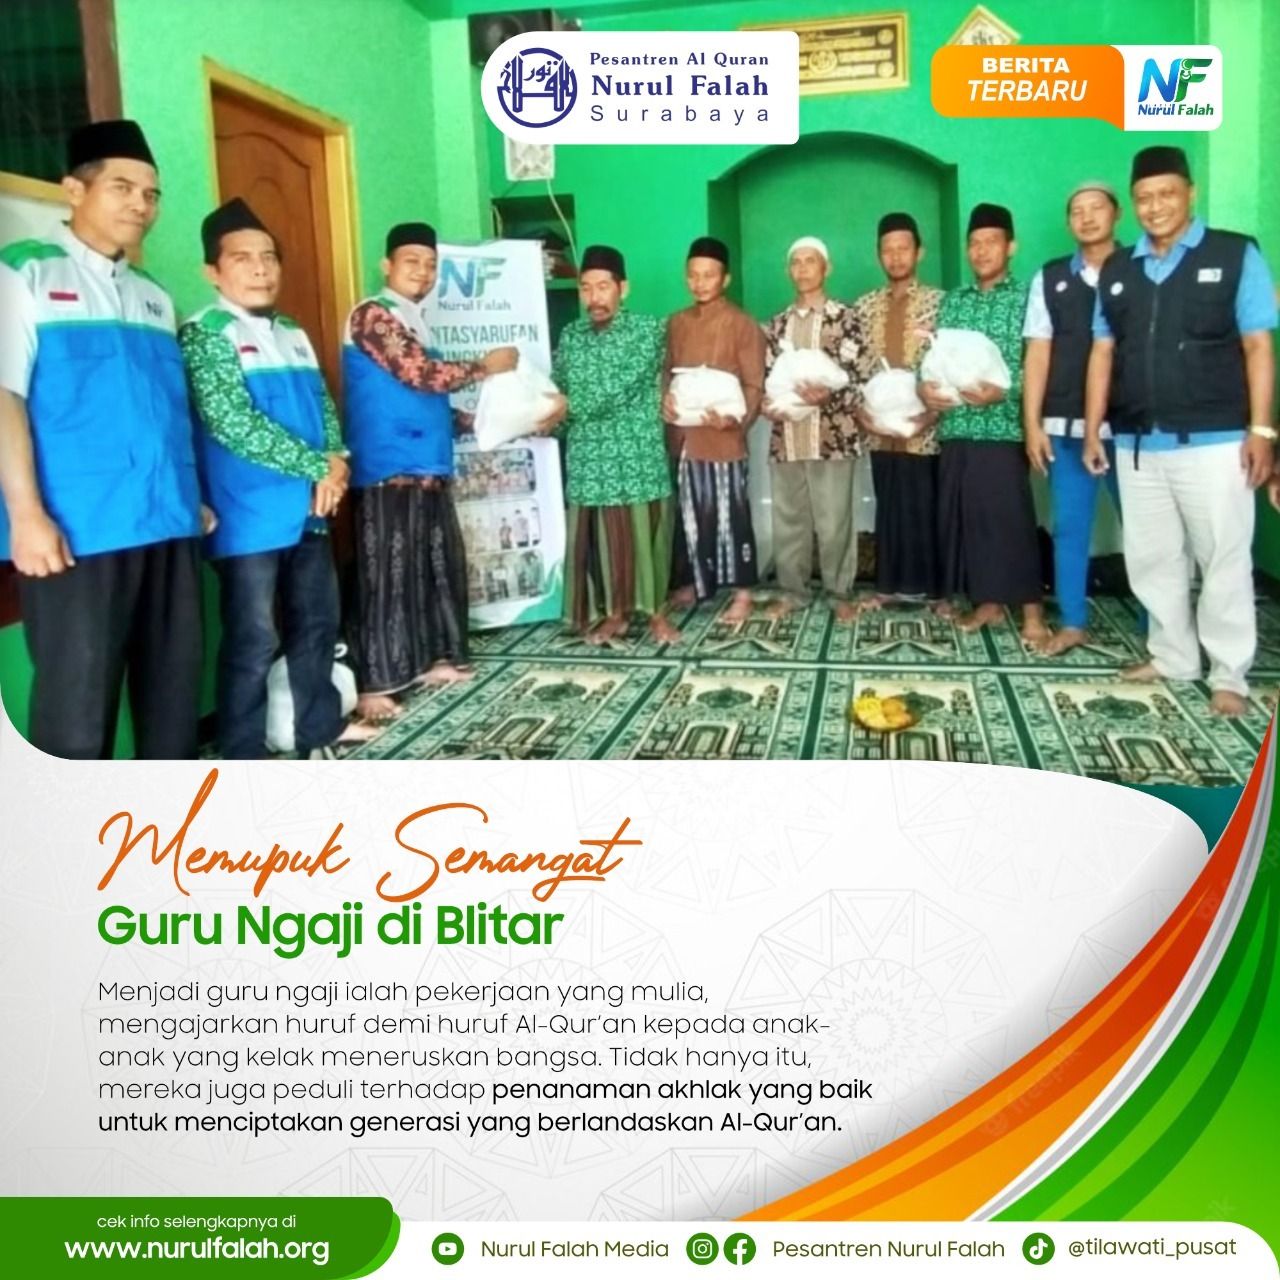 Pesantren Al Quran
Nurul Falah
Surabaya
BERITA
TERBARU
NF
Nurul Falah
NF
NF
Nurul Falah
Memupuk Semangat
Guru Ngaji di Blitar
Menjadi guru ngaji ialah pekerjaan yang mulia,
mengajarkan huruf demi huruf Al-Qur'an kepada anak-
anak yang kelak meneruskan bangsa. Tidak hanya itu,
mereka juga peduli terhadap penanaman akhlak yang baik
untuk menciptakan generasi yang berlandaskan Al-Qur'an.
cek info selengkapnya di
www.nurulfalah.org
Nurul Falah Media
Pesantren Nurul Falah
@tilawati_pusat